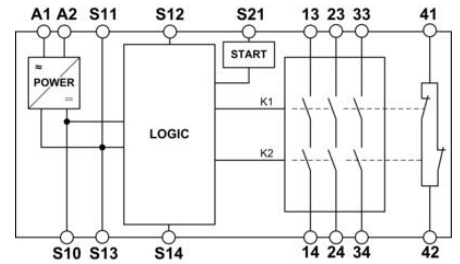 A1 A2 S11 S12 S21 13 23 33 41
START
POWER
K1
LOGIC
K2
S10 S13 S14 14 24 34 42